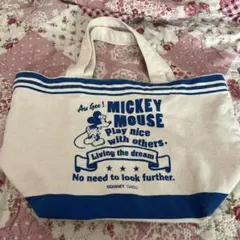 Aw Gee!
MICKEY
MOUSE
Play nice
with others.
Living the dream
No need to look further.